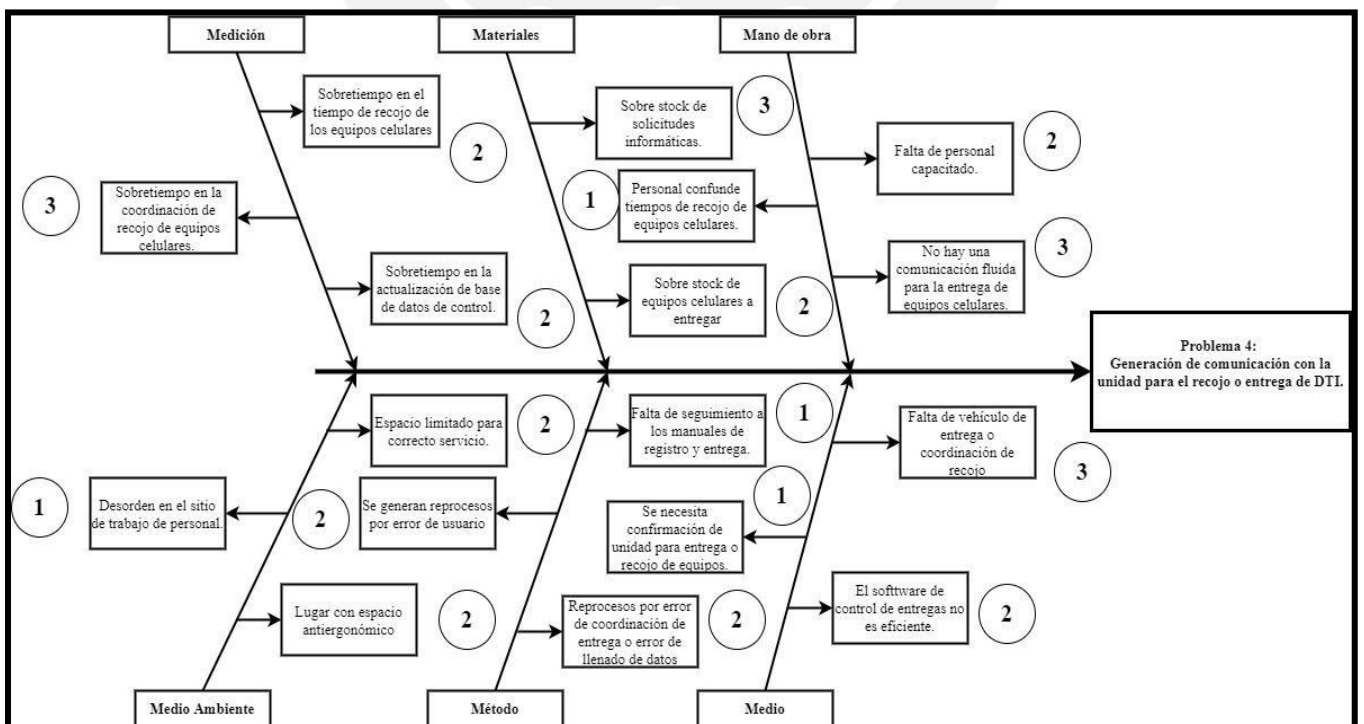 Medición
Materiales
Mano de obra
Sobretiempo en el
tiempo de recojo de
los equipos celulares
2
Sobre stock de
solicitudes
informáticas.
3
Falta de personal
capacitado.
2
3
Sobretiempo en la
coordinación de
recojo de equipos
celulares.
1
Personal confunde
tiempos de recojo de
equipos celulares.
No hay una
comunicación fluida
para la entrega de
equipos celulares.
3
Sobretiempo en la
actualización de base
de datos de control.
2
Sobre stock de
equipos celulares a
entregar
2
Problema 4:
Generación de comunicación con la
unidad para el recojo o entrega de DTI.
Espacio limitado para
correcto servicio.
2
Falta de seguimiento a
los manuales de
registro y entrega.
1
Falta de vehículo de
entrega o
coordinación de
recojo
3
1
Desorden en el sitio
de trabajo de personal.
2
Se generan reprocesos
por error de usuario
Se necesita
confirmación de
unidad para entrega o
recojo de equipos.
1
Lugar con espacio
antiergonómico
2
Reprocesos por error
de coordinación de
entrega o error de
llenado de datos
2
El softtware de
control de entregas no
es eficiente.
2
Medio Ambiente
Método
Medio